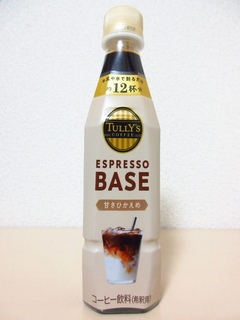 牛乳や水で割るだけ
約12杯分
TULLY'S
COFFEE
ESPRESSO
BASE
甘さひかえめ
コーヒー飲料(希釈用)